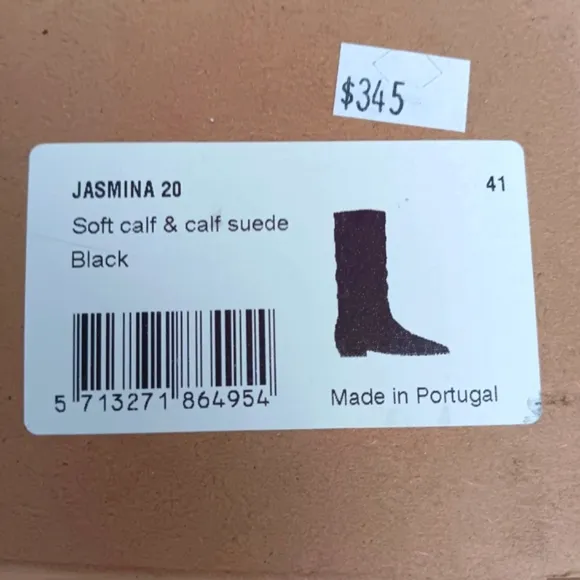 $345
JASMINA 20
41
Soft calf & calf suede
Black
5 713271 864954
Made in Portugal